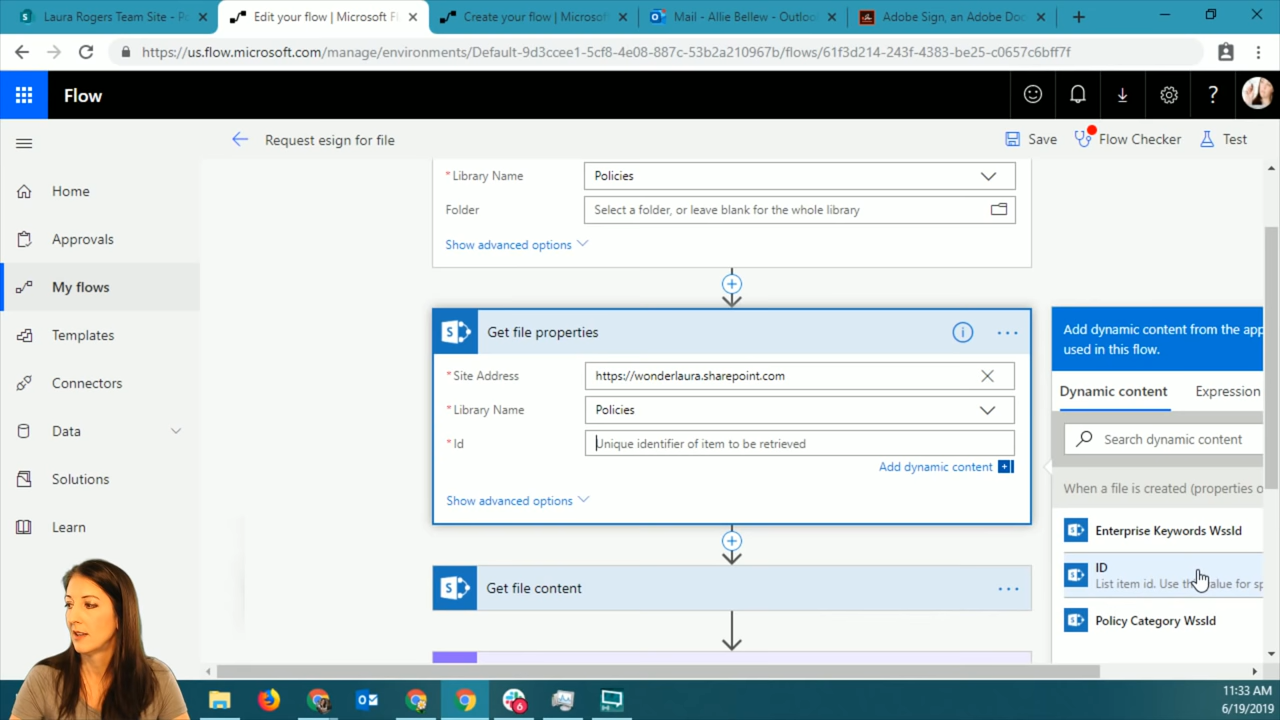 Laura Rogers Team Site - P
Edit your flow | Microsoft F
Create your flow | Microsof
Mail - Allie Bellew - Outloo
Adobe Sign, an Adobe Do
https://us.flow.microsoft.com/manage/environments/Default-9d3ccee1-5cf8-4e08-887c-53b2a210967b/flows/61f3d214-243f-4383-be25-c0657c6bff7f
Flow
?
Request esign for file
Save
Flow Checker
Test
Home
Approvals
My flows
Templates
Connectors
Data
Solutions
Learn
* Library Name
Policies
Folder
Select a folder, or leave blank for the whole library
Show advanced options
Get file properties
* Site Address
https://wonderlaura.sharepoint.com
* Library Name
Policies
* Id
Unique identifier of item to be retrieved
Add dynamic content
Show advanced options
Get file content
Add dynamic content from the app
used in this flow.
Dynamic content
Expression
Search dynamic content
When a file is created (properties o
Enterprise Keywords WssId
ID
List item id. Use th alue for sp
Policy Category WssId
11:33 AM
6/19/2019